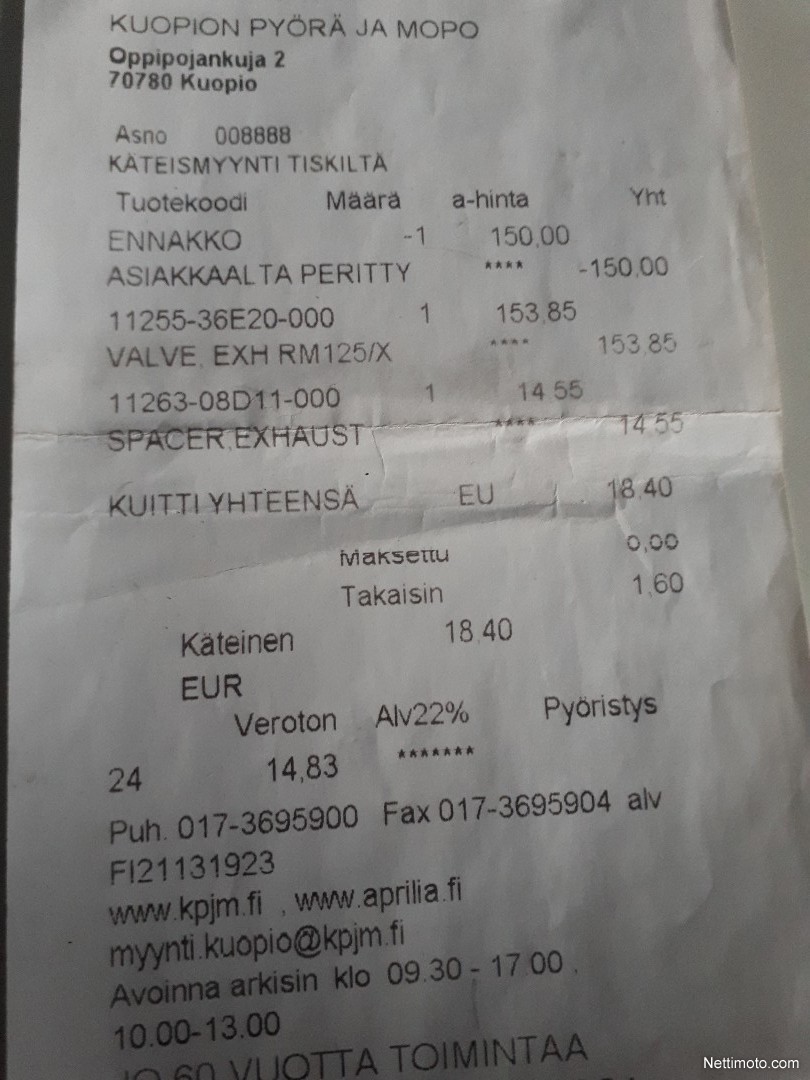 KUOPION PYÖRÄ JA MOPO
Oppipojankuja 2
70780 Kuopio
Asno 008888
KÄTEISMYYNTI TISKILTÄ
Tuotekoodi Määrä a-hinta Yht
ENNAKKO -1 150,00
ASIAKKAALTA PERITTY **** -150,00
11255-36E20-000 1 153,85
VALVE, EXH RM125/X **** 153,85
11263-08D11-000 1 14,55
SPACER,EXHAUST **** 14,55
KUITTI YHTEENSÄ EU 18,40
Maksettu 0,00
Takaisin 1,60
Käteinen 18,40
EUR
Veroton Alv22% Pyöristys
24 14,83 *******
Puh. 017-3695900 Fax 017-3695904 alv
FI21131923
www.kpjm.fi , www.aprilia.fi
myynti.kuopio@kpjm.fi
Avoinna arkisin klo 09.30 - 17.00 ,
10.00-13.00
JO 60 VUOTTA TOIMINTAA
Nettimoto.com